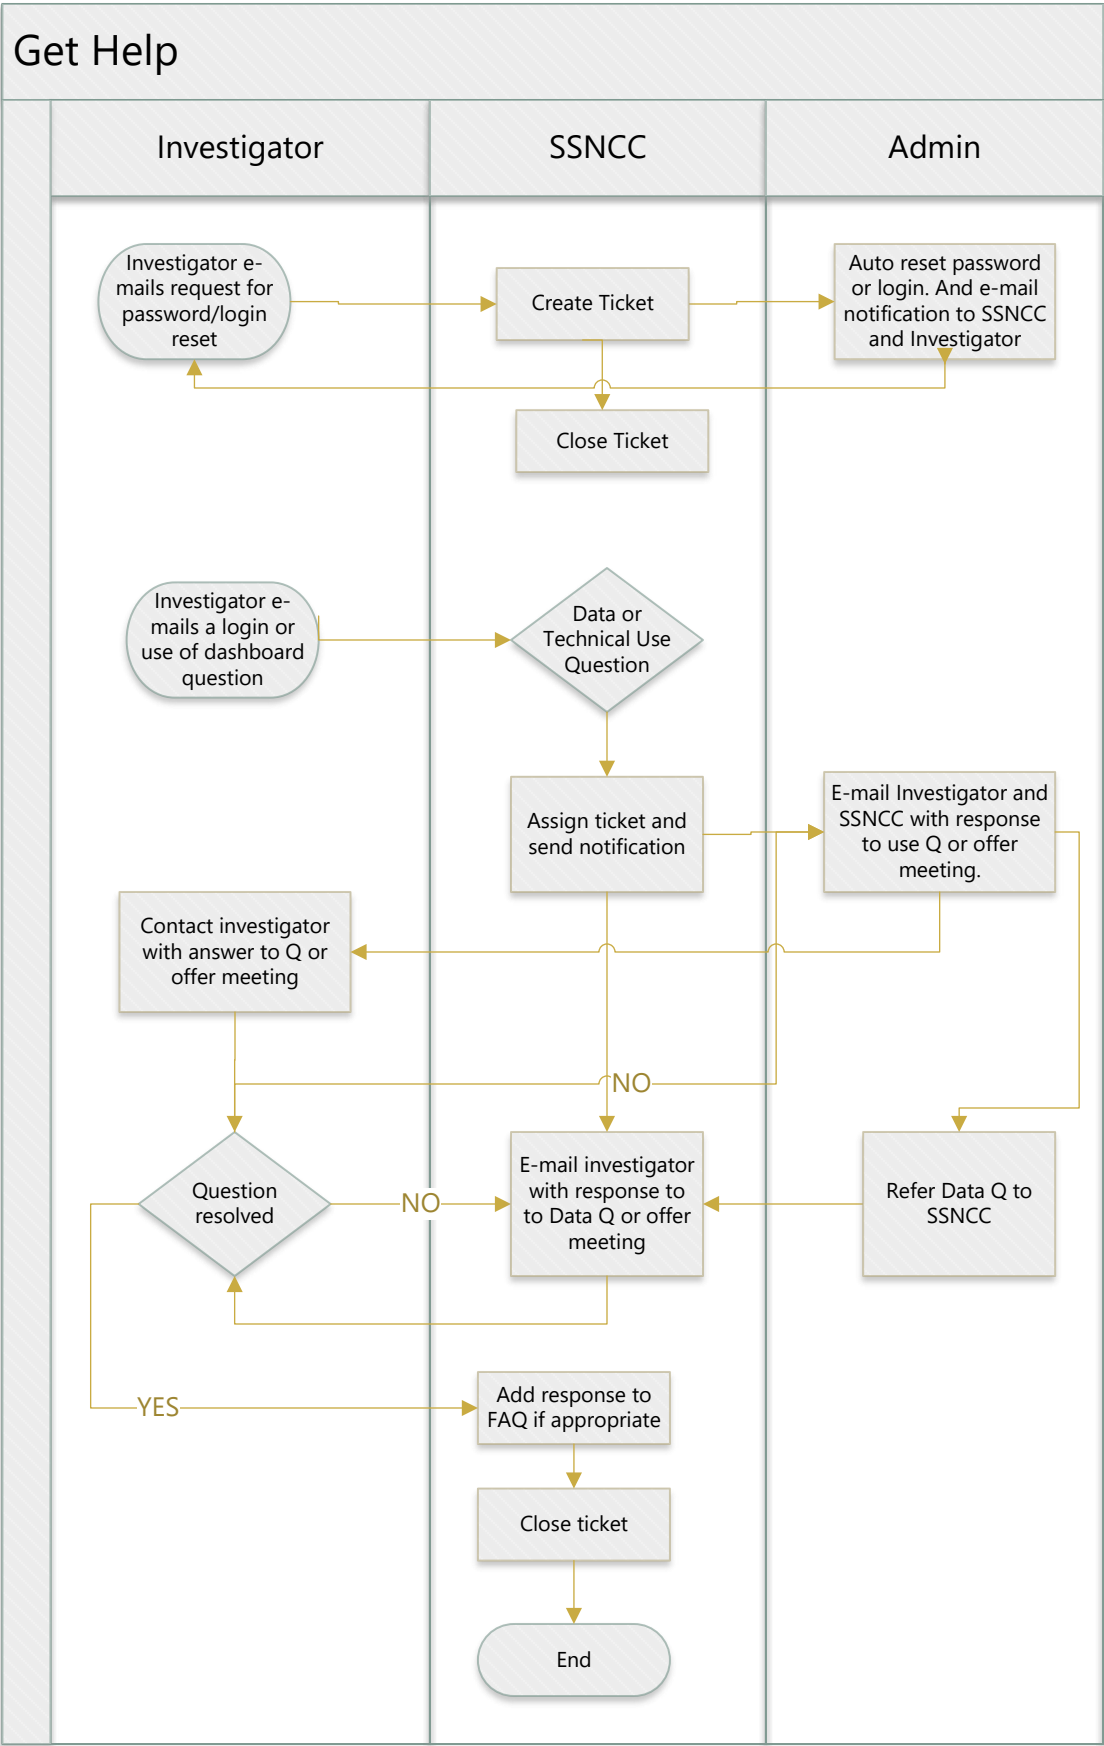 Get Help
Investigator
SSNCC
Admin
Investigator e-
mails request for
password/login
reset
Create Ticket
Auto reset password
or login. And e-mail
notification to SSNCC
and Investigator
Close Ticket
Investigator e-
mails a login or
use of dashboard
question
Data or
Technical Use
Question
Assign ticket and
send notification
E-mail Investigator and
SSNCC with response
to use Q or offer
meeting.
Contact investigator
with answer to Q or
offer meeting
NO
Question
resolved
NO
E-mail investigator
with response to
to Data Q or offer
meeting
Refer Data Q to
SSNCC
YES
Add response to
FAQ if appropriate
Close ticket
End